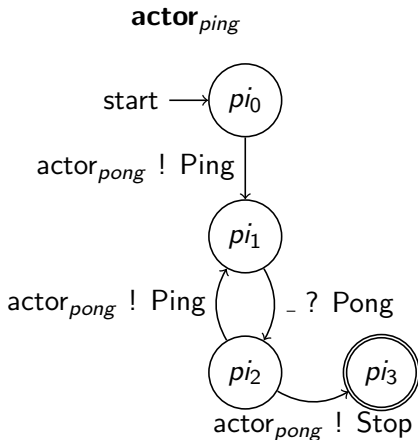 actor_ping
start
pi_0
actor_pong ! Ping
pi_1
actor_pong ! Ping
_ ? Pong
pi_2
pi_3
actor_pong ! Stop